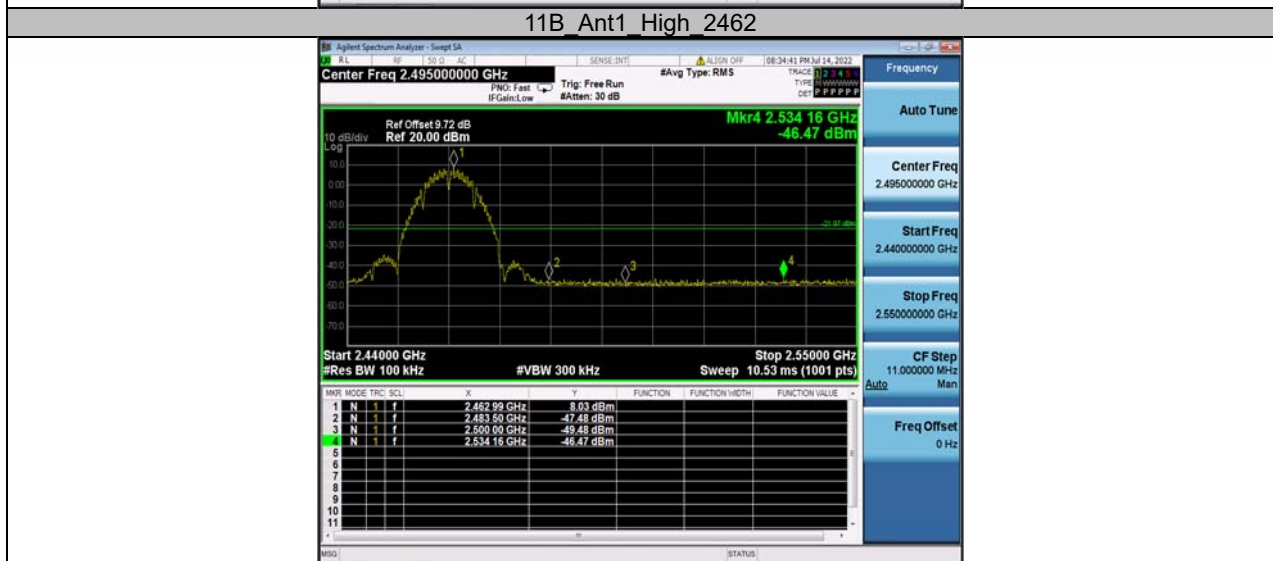 11B_Ant1_High_2462
Agilent Spectrum Analyzer - Swept SA
RL RF 50 Ω AC SENSE:INT ALIGN OFF 08:34:41 PM Jul 14, 2022
Center Freq 2.495000000 GHz #Avg Type: RMS TRACE 1 2 3 4 5 6
PNO: Fast Trig: Free Run TYPE
IFGain:Low #Atten: 30 dB DET P P P P P P
Frequency
Auto Tune
Center Freq
2.495000000 GHz
Start Freq
2.440000000 GHz
Stop Freq
2.550000000 GHz
CF Step
11.000000 MHz
Auto Man
Freq Offset
0 Hz
Mkr4 2.534 16 GHz
-46.47 dBm
Ref Offset 9.72 dB
10 dB/div Ref 20.00 dBm
Log
10.0
0.00
-10.0
-20.0
-30.0
-40.0
-50.0
-60.0
-70.0
1
2
3
4
-21.97 dBm
Start 2.44000 GHz Stop 2.55000 GHz
#Res BW 100 kHz #VBW 300 kHz Sweep 10.53 ms (1001 pts)
MKR MODE TRC SCL X Y FUNCTION FUNCTION WIDTH FUNCTION VALUE
1 N 1 f 2.462 99 GHz 8.03 dBm
2 N 1 f 2.483 50 GHz -47.48 dBm
3 N 1 f 2.500 00 GHz -49.48 dBm
4 N 1 f 2.534 16 GHz -46.47 dBm
5
6
7
8
9
10
11
MSG STATUS